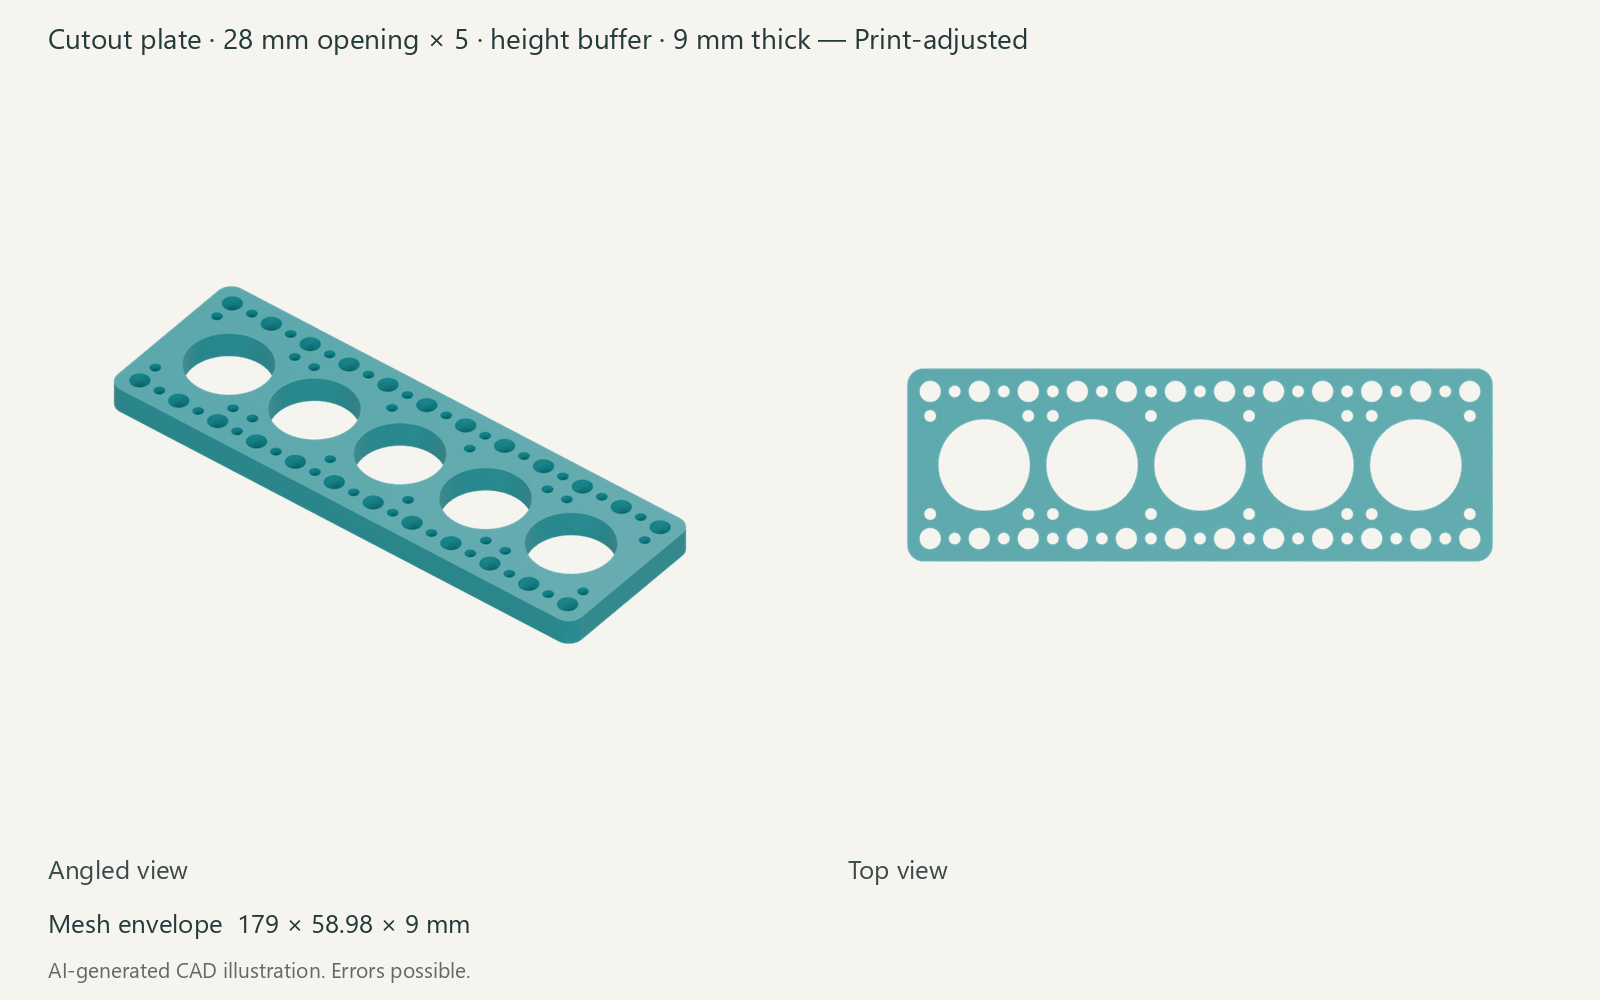 Cutout plate · 28 mm opening × 5 · height buffer · 9 mm thick — Print-adjusted
Angled view
Top view
Mesh envelope 179 × 58.98 × 9 mm
AI-generated CAD illustration. Errors possible.